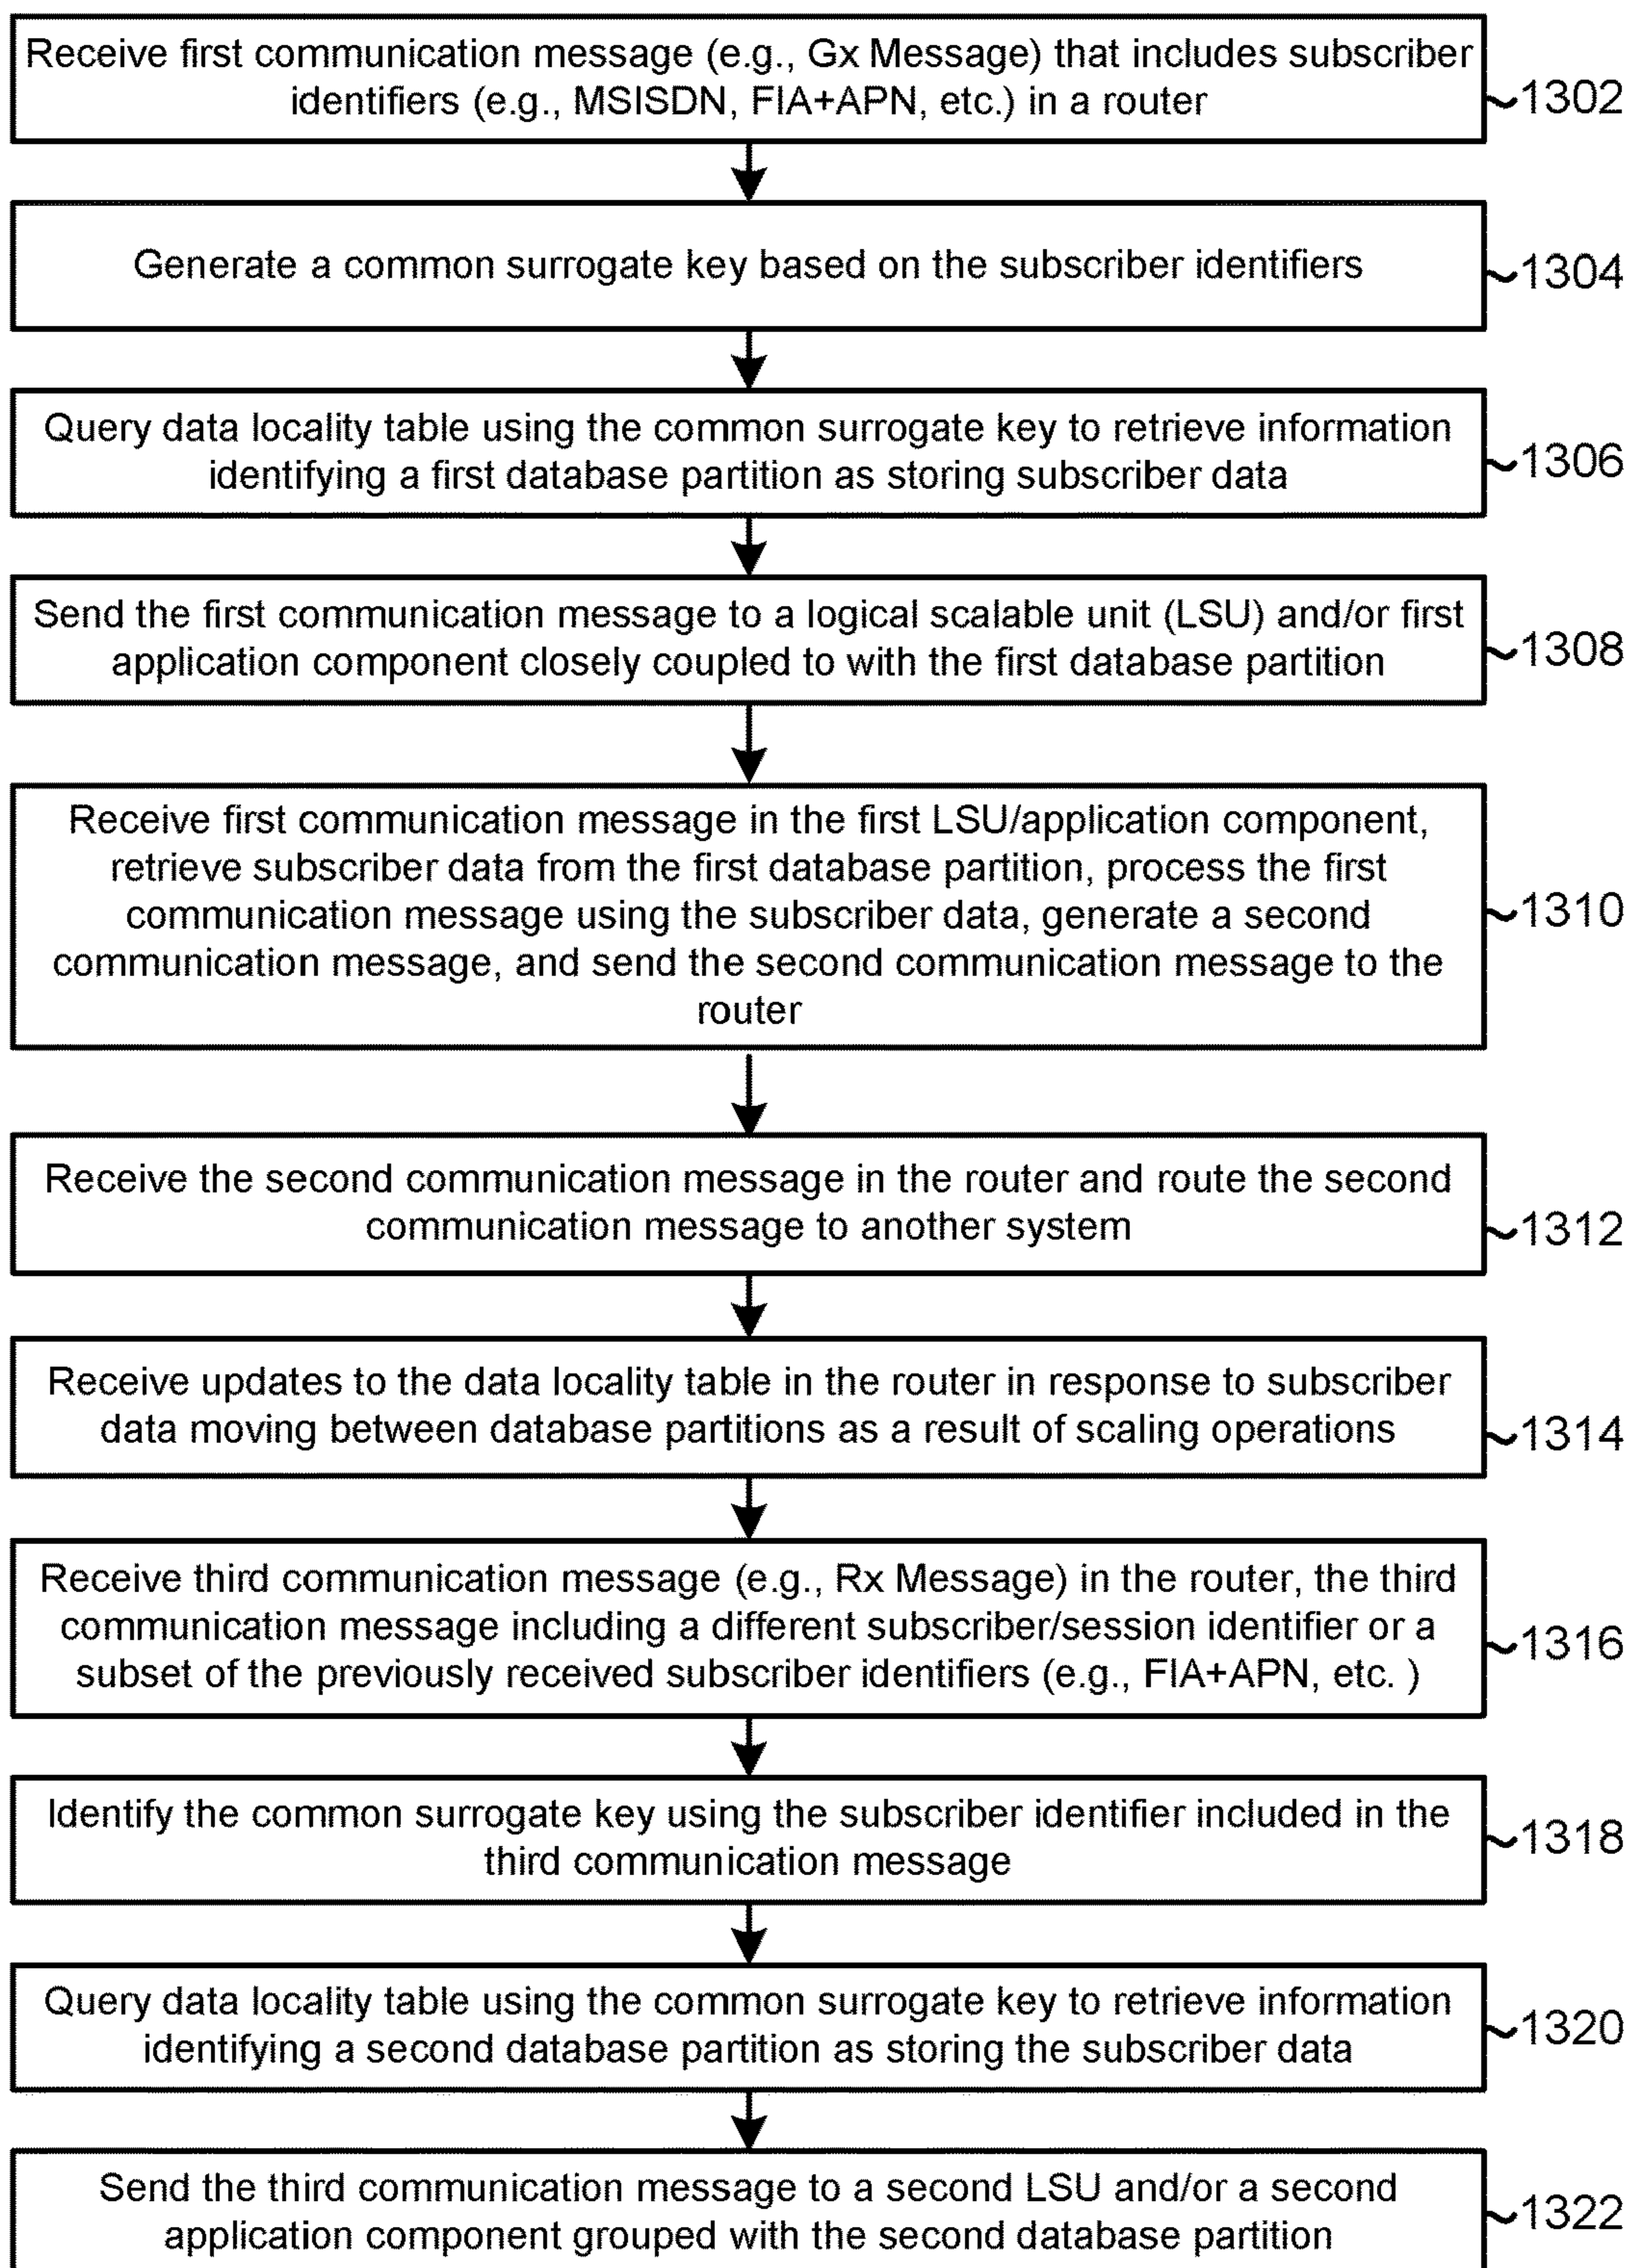 Receive first communication message (e.g., Gx Message) that includes subscriber
identifiers (e.g., MSISDN, FIA+APN, etc.) in a router
1302
Generate a common surrogate key based on the subscriber identifiers
1304
Query data locality table using the common surrogate key to retrieve information
identifying a first database partition as storing subscriber data
1306
Send the first communication message to a logical scalable unit (LSU) and/or first
application component closely coupled to with the first database partition
1308
Receive first communication message in the first LSU/application component,
retrieve subscriber data from the first database partition, process the first
communication message using the subscriber data, generate a second
communication message, and send the second communication message to the
router
1310
Receive the second communication message in the router and route the second
communication message to another system
1312
Receive updates to the data locality table in the router in response to subscriber
data moving between database partitions as a result of scaling operations
1314
Receive third communication message (e.g., Rx Message) in the router, the third
communication message including a different subscriber/session identifier or a
subset of the previously received subscriber identifiers (e.g., FIA+APN, etc. )
1316
Identify the common surrogate key using the subscriber identifier included in the
third communication message
1318
Query data locality table using the common surrogate key to retrieve information
identifying a second database partition as storing the subscriber data
1320
Send the third communication message to a second LSU and/or a second
application component grouped with the second database partition
1322